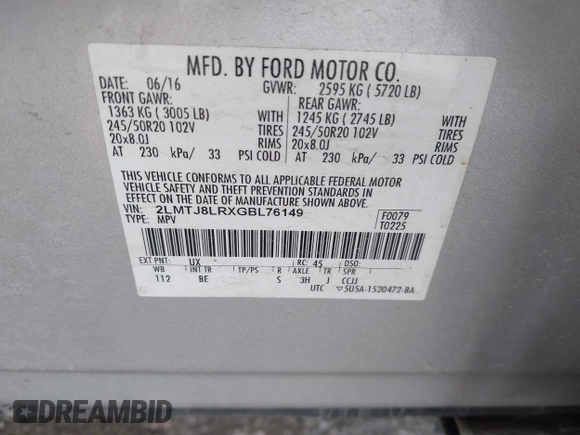 MFD. BY FORD MOTOR CO.
DATE: 06/16 GVWR: 2595 KG ( 5720 LB)
FRONT GAWR: REAR GAWR:
1363 KG ( 3005 LB) WITH 1245 KG ( 2745 LB) WITH
245/50R20 102V TIRES 245/50R20 102V TIRES
20x8.0J RIMS 20x8.0J RIMS
AT 230 kPa/ 33 PSI COLD AT 230 kPa/ 33 PSI COLD
THIS VEHICLE CONFORMS TO ALL APPLICABLE FEDERAL MOTOR
VEHICLE SAFETY AND BUMPER AND THEFT PREVENTION STANDARDS IN
EFFECT ON THE DATE OF MANUFACTURE SHOWN ABOVE.
VIN: 2LMTJ8LRXGBL76149 F0079
TYPE: MPV T0225
EXT PNT: UX RC: 45 DSO:
WB INT TR TP/PS R AXLE TR SPR
112 BE S 3H J CCJJ
UTC ▽5U5A-1520472-BA
DREAMBID